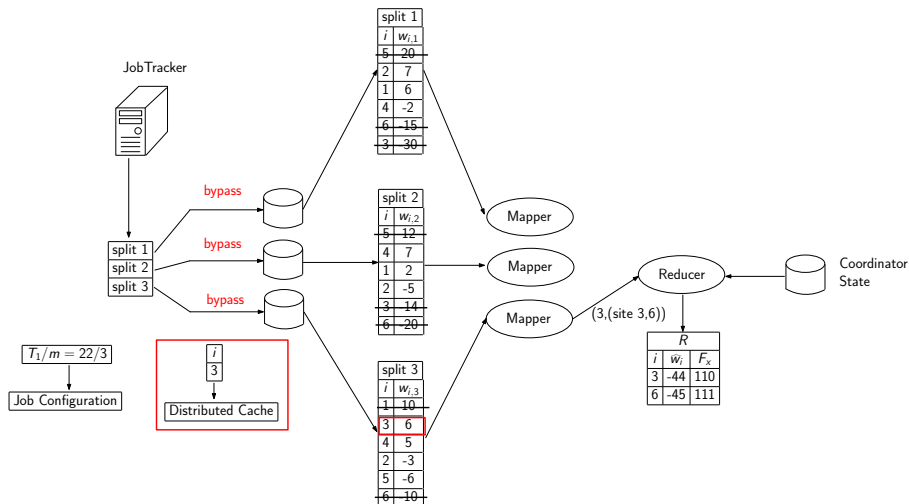 JobTracker
bypass
bypass
bypass
split 1
split 2
split 3
T₁/m = 22/3
Job Configuration
i
3
Distributed Cache
split 1
i w_{i,1}
5 20
2 7
1 6
4 -2
6 -15
3 -30
split 2
i w_{i,2}
5 12
4 7
1 2
2 -5
3 -14
6 -20
split 3
i w_{i,3}
1 10
3 6
4 5
2 -3
5 -6
6 -10
Mapper
Mapper
Mapper
(3,(site 3,6))
Reducer
Coordinator
State
R
i ŵ_i F_x
3 -44 110
6 -45 111